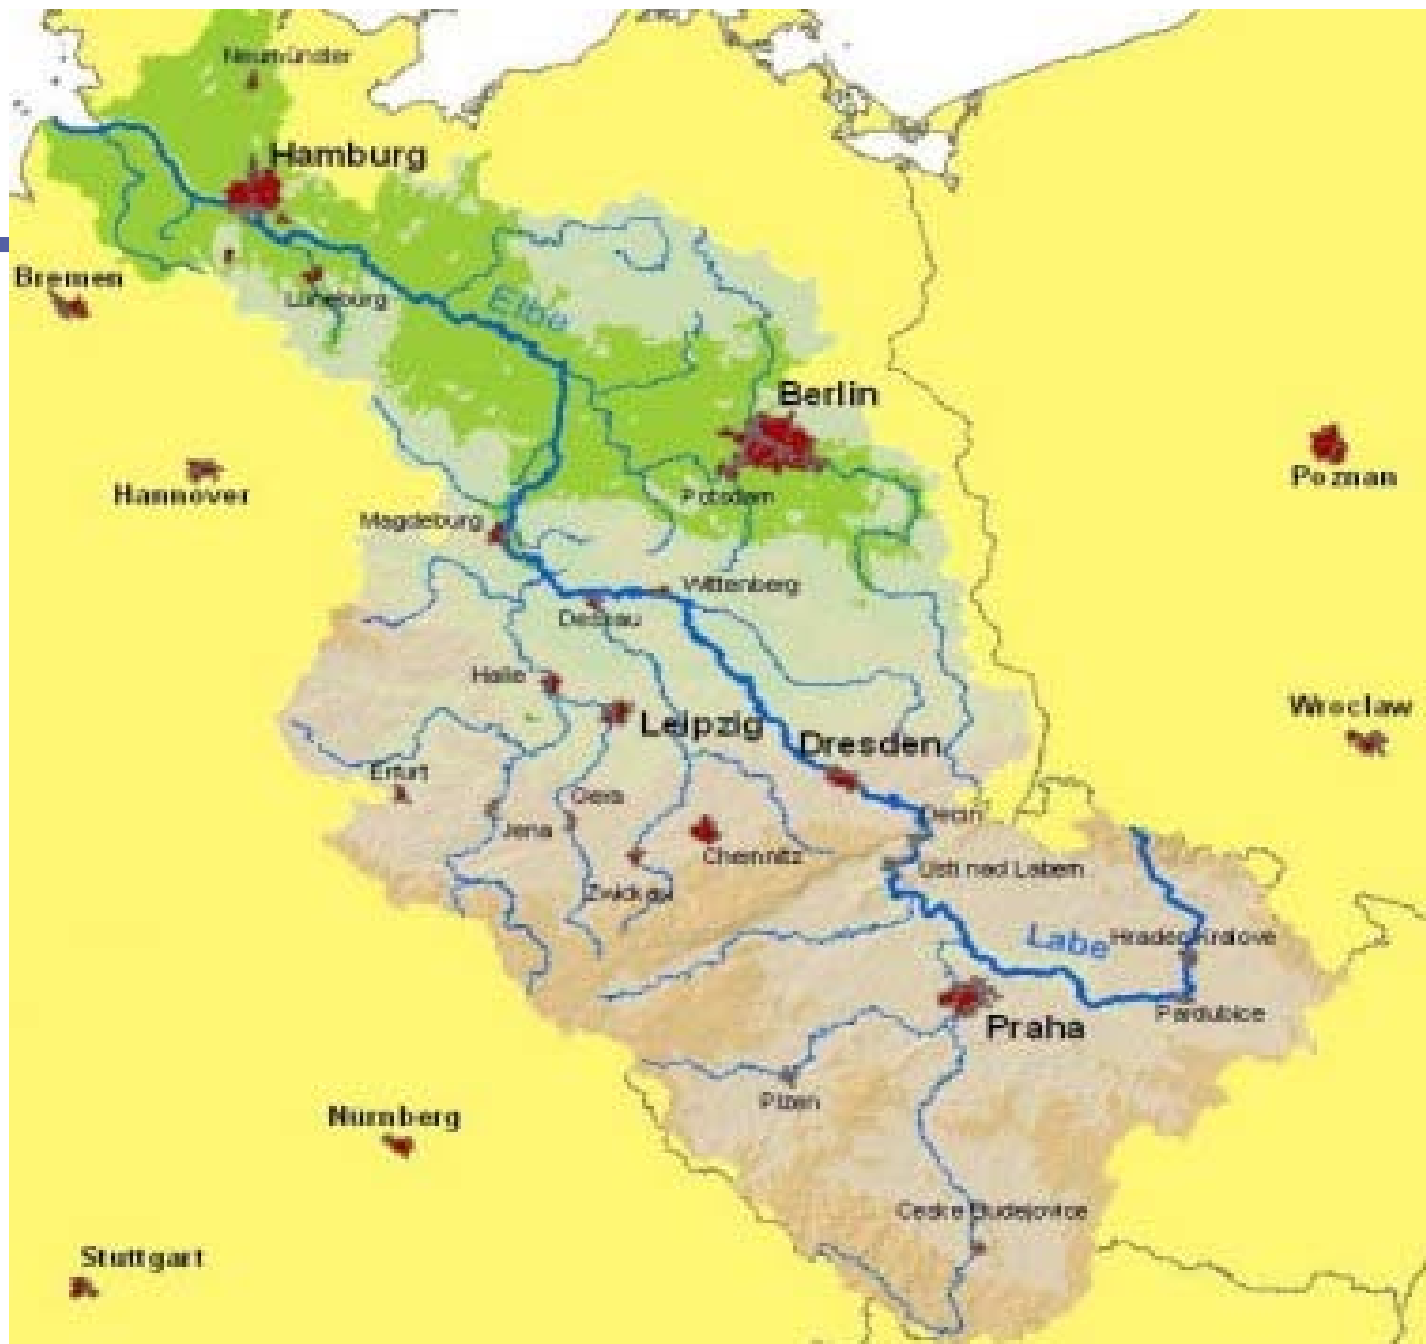 Neumünster
Hamburg
Bremen
Lüneburg
Elbe
Berlin
Hannover
Potsdam
Poznan
Magdeburg
Wittenberg
Dessau
Halle
Leipzig
Wroclaw
Dresden
Erfurt
Gera
Decin
Jena
Chemnitz
Usti nad Labem
Zwickau
Labe
Hradec Kralove
Pardubice
Praha
Plzen
Nürnberg
Ceske Budejovice
Stuttgart